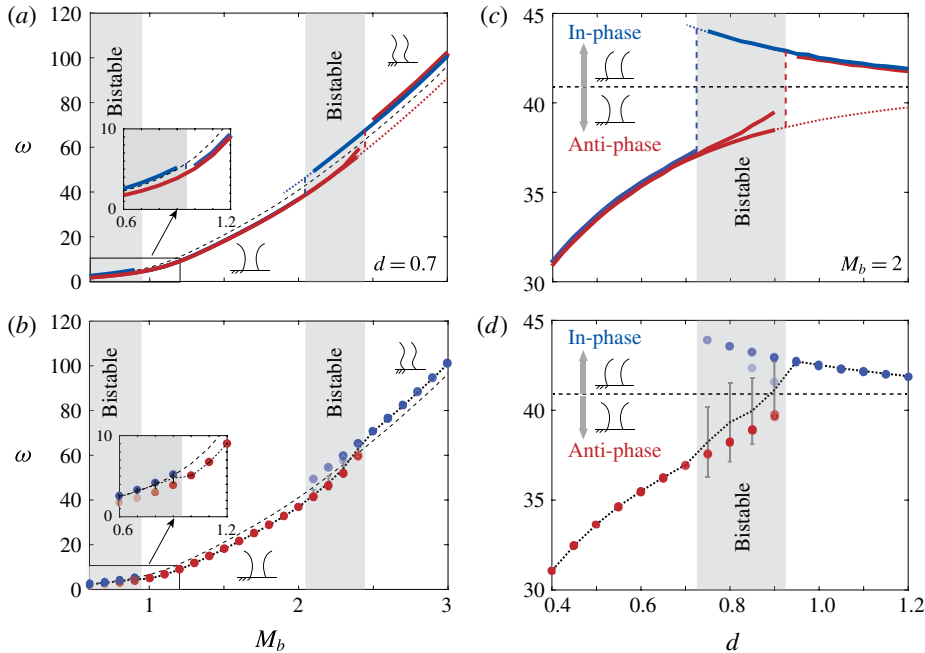 (a)
120
100
80
60
40
20
0
ω
Bistable
Bistable
10
0
0.6
1.2
d = 0.7
(c)
45
40
35
30
In-phase
Anti-phase
Bistable
M_b = 2
(b)
120
100
80
60
40
20
0
ω
Bistable
Bistable
10
0
0.6
1.2
1
2
3
M_b
(d)
45
40
35
30
In-phase
Anti-phase
Bistable
0.4
0.6
0.8
1.0
1.2
d